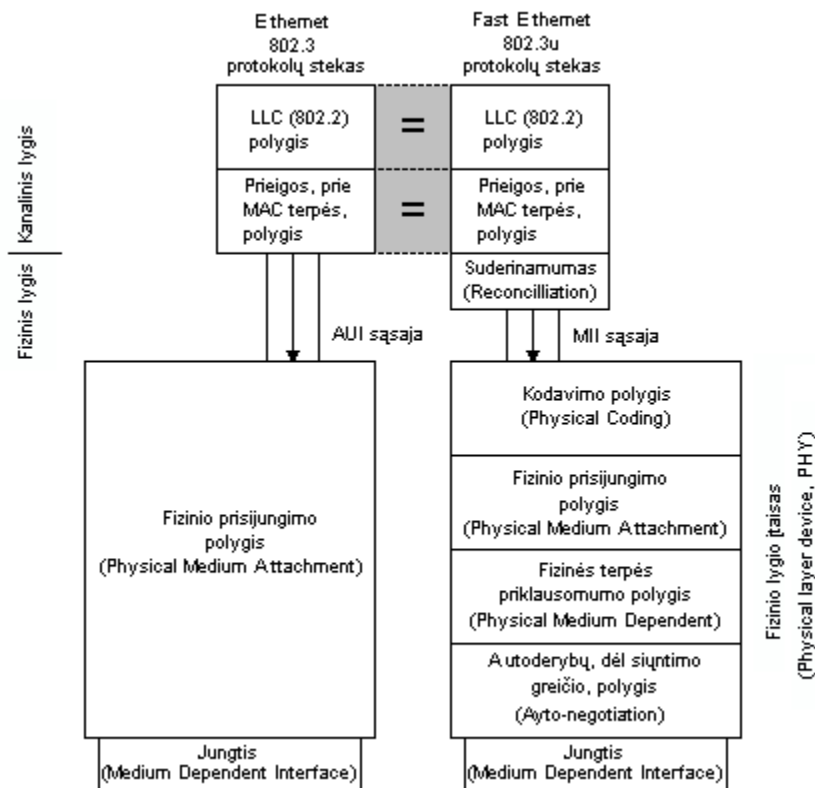 Ethernet
802.3
protokolų stekas
Fast Ethernet
802.3u
protokolų stekas
Kanalinis lygis
LLC (802.2)
polygis
=
LLC (802.2)
polygis
Prieigos, prie
MAC terpės,
polygis
=
Prieigos, prie
MAC terpės,
polygis
Fizinis lygis
Suderinamumas
(Reconcilliation)
AUI sąsaja
MII sąsaja
Fizinio prisijungimo
polygis
(Physical Medium Attachment)
Kodavimo polygis
(Physical Coding)
Fizinio prisijungimo
polygis
(Physical Medium Attachment)
Fizinės terpės
priklausomumo polygis
(Physical Medium Dependent)
Autoderybų, dėl siųntimo
greičio, polygis
(Ayto-negotiation)
Fizinio lygio įtaisas
(Physical layer device, PHY)
Jungtis
(Medium Dependent Interface)
Jungtis
(Medium Dependent Interface)